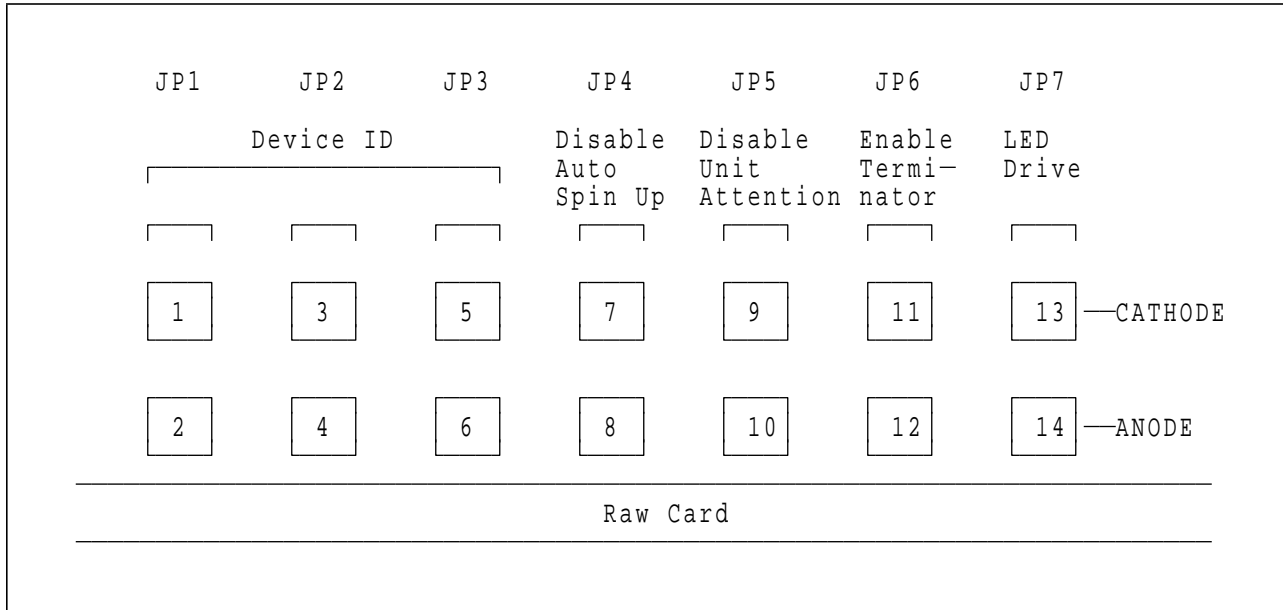 JP1 JP2 JP3 JP4 JP5 JP6 JP7
Device ID Disable Disable Enable LED
Auto Unit Termi— Drive
Spin Up Attention nator
1 3 5 7 9 11 13 CATHODE
2 4 6 8 10 12 14 ANODE
Raw Card